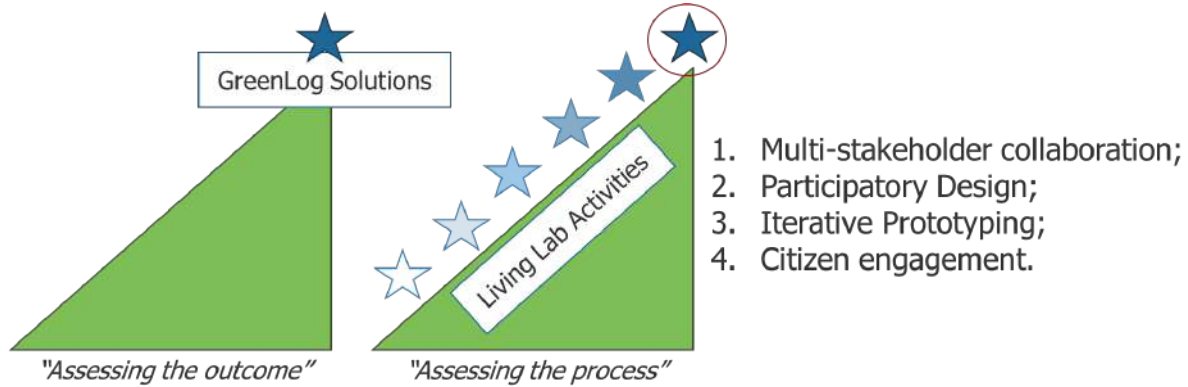 GreenLog Solutions
"Assessing the outcome"
Living Lab Activities
"Assessing the process"
1. Multi-stakeholder collaboration;
2. Participatory Design;
3. Iterative Prototyping;
4. Citizen engagement.